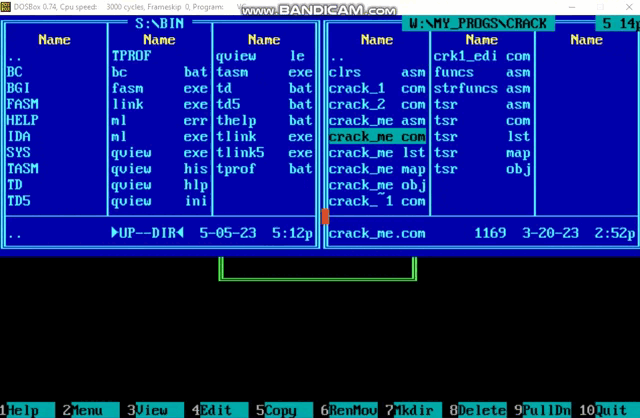 DOSBox 0.74, Cpu speed: 3000 cycles, Frameskip 0, Program:
www.BANDICAM.com
S:\BIN
W:\MY_PROGS\CRACK
5 14p
Name Name Name Name Name Name
.. TPROF qview le .. crk1_edi com
BC bc bat tasm exe clrs asm funcs asm
BGI fasm exe td bat crack_1 com strfuncs asm
FASM link exe td5 bat crack_2 com tsr asm
HELP ml err thelp bat crack_me asm tsr com
IDA ml exe tlink exe crack_me com tsr lst
SYS qview exe tlink5 exe crack_me lst tsr map
TASM qview his tprof bat crack_me map tsr obj
TD qview hlp crack_me obj
TD5 qview ini crack_~1 com
.. ►UP--DIR◄ 5-05-23 5:12p crack_me.com 1169 3-20-23 2:52p
1Help 2Menu 3View 4Edit 5Copy 6RenMov 7Mkdir 8Delete 9PullDn 10Quit